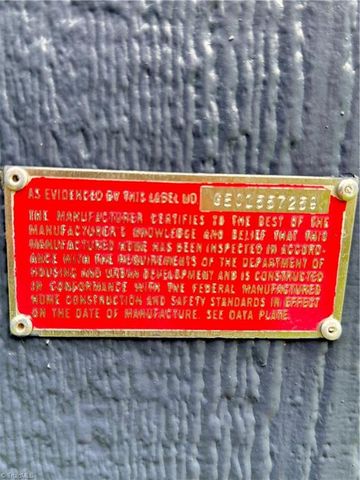 AS EVIDENCED BY THIS LABEL NO
THE MANUFACTURER CERTIFIES TO THE BEST OF THE
MANUFACTURER'S KNOWLEDGE AND BELIEF THAT THIS
MANUFACTURED HOME HAS BEEN INSPECTED IN ACCORD-
ANCE WITH THE REQUIREMENTS OF THE DEPARTMENT OF
HOUSING AND URBAN DEVELOPMENT AND IS CONSTRUCTED
IN CONFORMANCE WITH THE FEDERAL MANUFACTURED
HOME CONSTRUCTION AND SAFETY STANDARDS IN EFFECT
ON THE DATE OF MANUFACTURE. SEE DATA PLATE.